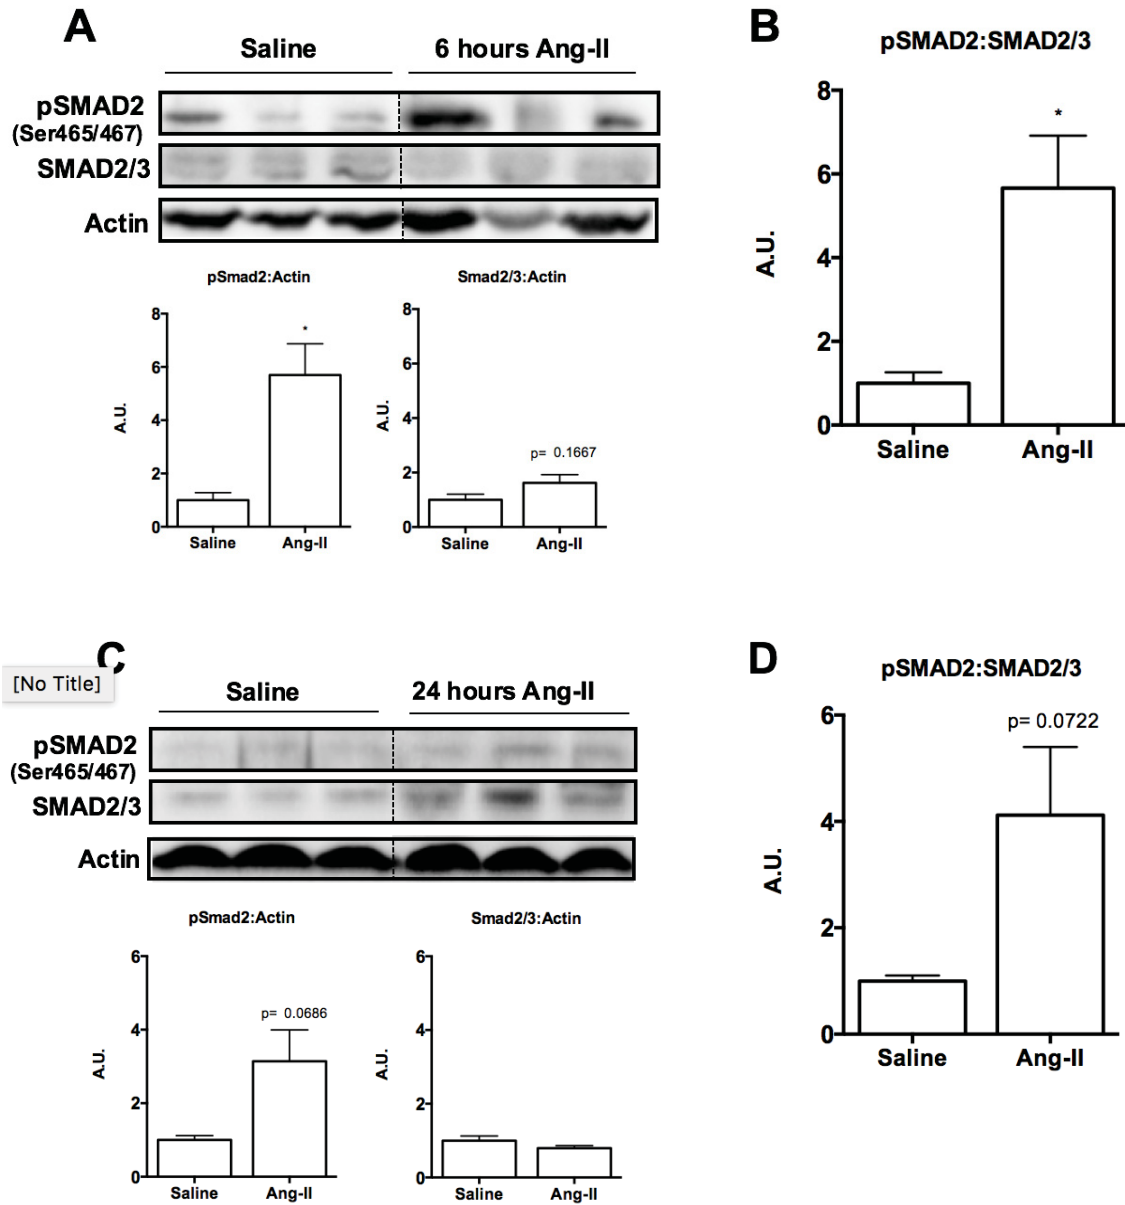 A
Saline
6 hours Ang-II
pSMAD2
(Ser465/467)
SMAD2/3
Actin
pSmad2:Actin
8
6
4
2
0
A.U.
*
Saline
Ang-II
Smad2/3:Actin
8
6
4
2
0
A.U.
p= 0.1667
Saline
Ang-II
B
pSMAD2:SMAD2/3
8
6
4
2
0
A.U.
*
Saline
Ang-II
C
[No Title]
Saline
24 hours Ang-II
pSMAD2
(Ser465/467)
SMAD2/3
Actin
pSmad2:Actin
6
4
2
0
A.U.
p= 0.0686
Saline
Ang-II
Smad2/3:Actin
6
4
2
0
A.U.
Saline
Ang-II
D
pSMAD2:SMAD2/3
6
4
2
0
A.U.
p= 0.0722
Saline
Ang-II